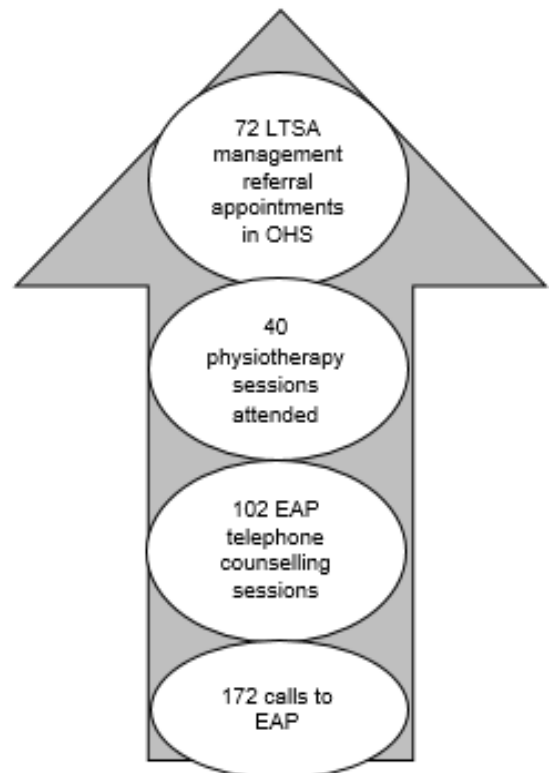 72 LTSA
management
referral
appointments
in OHS
40
physiotherapy
sessions
attended
102 EAP
telephone
counselling
sessions
172 calls to
EAP